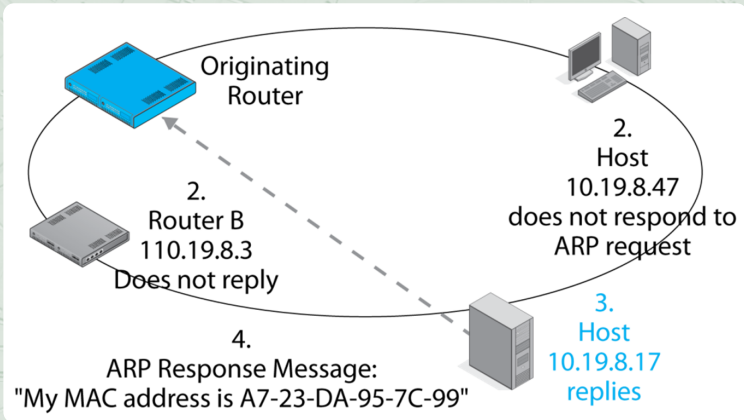 Originating
Router
2.
Host
10.19.8.47
does not respond to
ARP request
2.
Router B
110.19.8.3
Does not reply
3.
Host
10.19.8.17
replies
4.
ARP Response Message:
"My MAC address is A7-23-DA-95-7C-99"